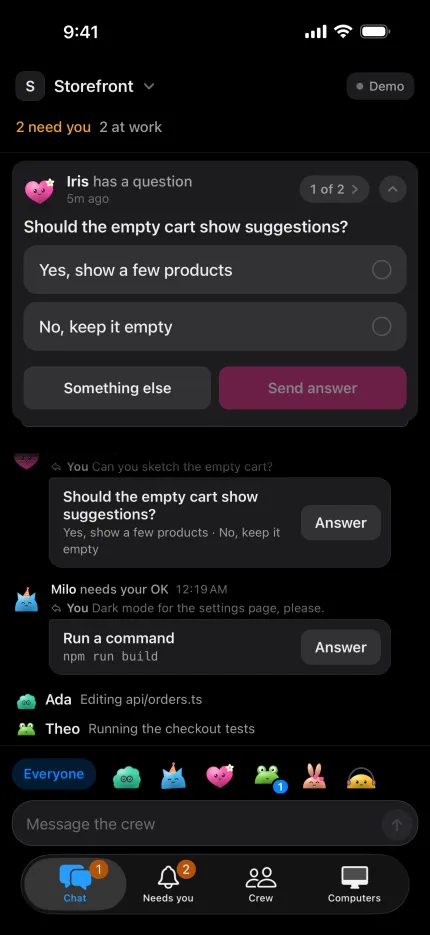 9:41
S Storefront Demo
2 need you 2 at work
Iris has a question
5m ago
1 of 2
Should the empty cart show suggestions?
Yes, show a few products
No, keep it empty
Something else Send answer
You Can you sketch the empty cart?
Should the empty cart show
suggestions?
Yes, show a few products · No, keep it
empty
Answer
Milo needs your OK 12:19 AM
You Dark mode for the settings page, please.
Run a command
npm run build
Answer
Ada Editing api/orders.ts
Theo Running the checkout tests
Everyone 1
Message the crew
1 2
Chat Needs you Crew Computers